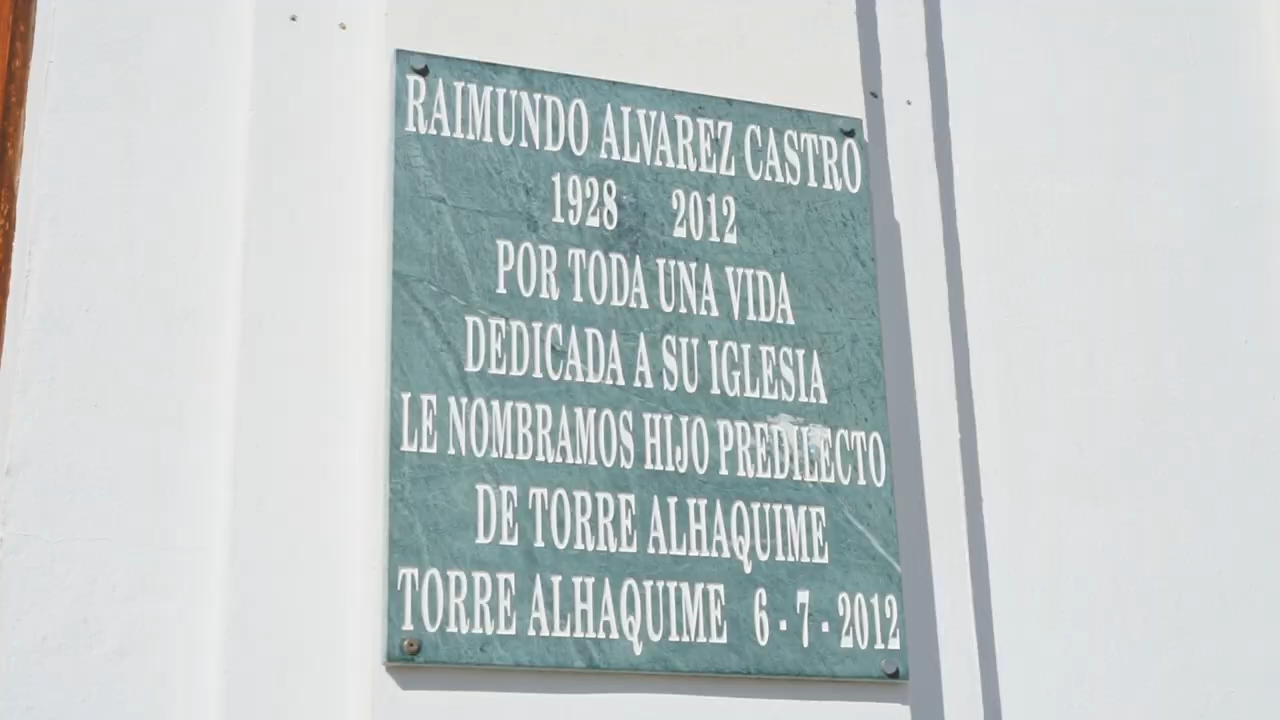 RAIMUNDO ALVAREZ CASTRO
1928 2012
POR TODA UNA VIDA
DEDICADA A SU IGLESIA
LE NOMBRAMOS HIJO PREDILECTO
DE TORRE ALHAQUIME
TORRE ALHAQUIME 6 - 7 - 2012